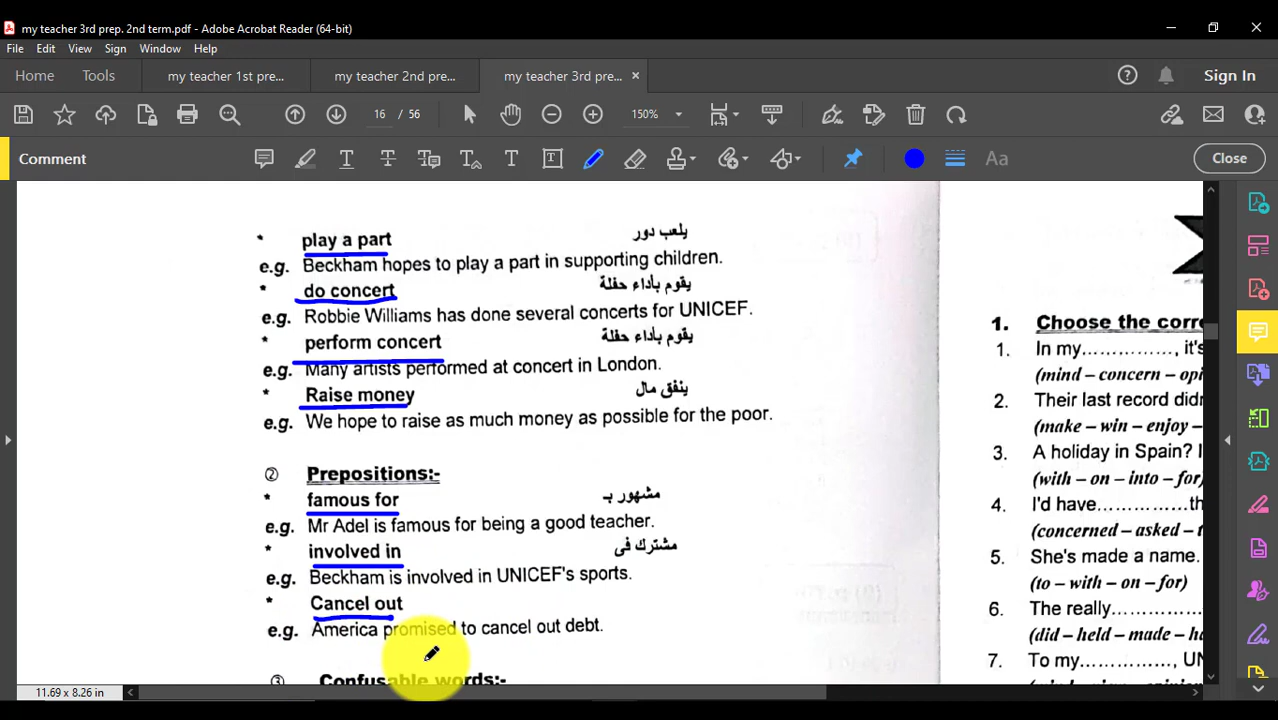 my teacher 3rd prep. 2nd term.pdf - Adobe Acrobat Reader (64-bit)
File Edit View Sign Window Help
Home Tools my teacher 1st pre... my teacher 2nd pre... my teacher 3rd pre... × Sign In
16 / 56 150%
Comment Aa Close
* play a part يلعب دور
e.g. Beckham hopes to play a part in supporting children.
* do concert يقوم بأداء حفلة
e.g. Robbie Williams has done several concerts for UNICEF.
* perform concert يقوم بأداء حفلة
e.g. Many artists performed at concert in London.
* Raise money ينفق مال
e.g. We hope to raise as much money as possible for the poor.
② Prepositions:-
* famous for مشهور بـ
e.g. Mr Adel is famous for being a good teacher.
* involved in مشترك فى
e.g. Beckham is involved in UNICEF's sports.
* Cancel out
e.g. America promised to cancel out debt.
③ Confusable words:-
1. Choose the corre
1. In my……………, it's
(mind – concern – opi
2. Their last record didn
(make – win – enjoy –
3. A holiday in Spain? I
(with – on – into – for)
4. I'd have……………th
(concerned – asked – t
5. She's made a name.
(to – with – on – for)
6. The really
(did – held – made – ha
7. To my……………, UN
11.69 x 8.26 in